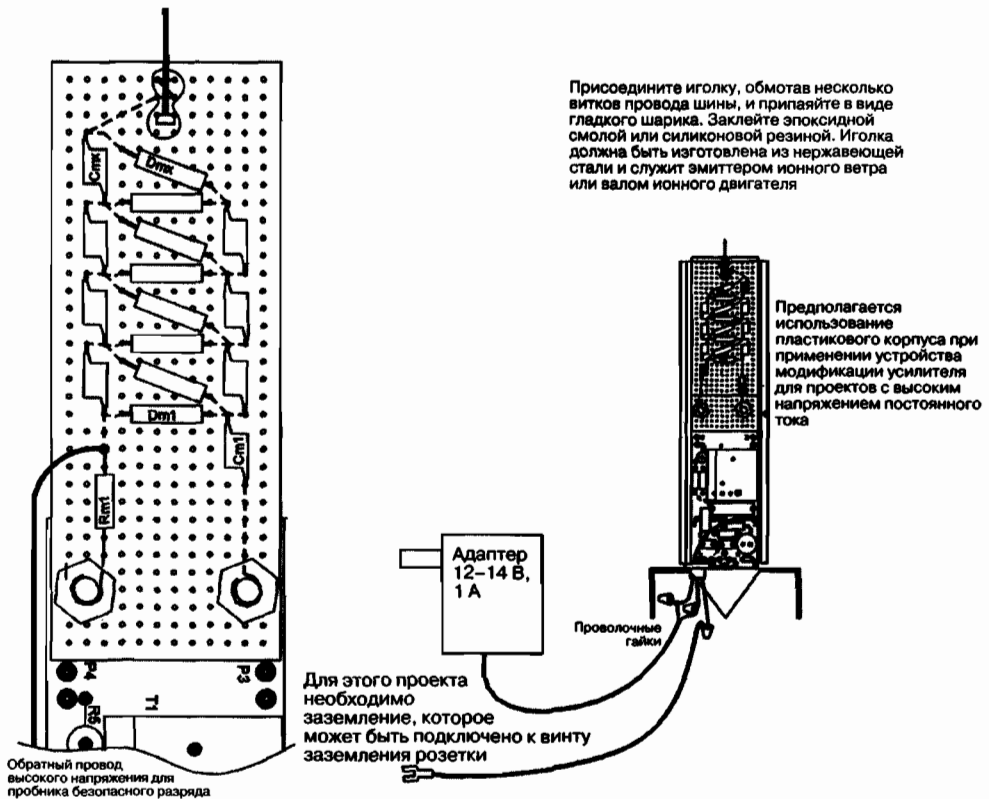 Присоедините иголку, обмотав несколько
витков провода шины, и припаяйте в виде
гладкого шарика. Заклейте эпоксидной
смолой или силиконовой резиной. Иголка
должна быть изготовлена из нержавеющей
стали и служит эмиттером ионного ветра
или валом ионного двигателя
Cmx
Dmx
Dm1
Cm1
Rm1
Предполагается
использование
пластикового корпуса при
применении устройства
модификации усилителя
для проектов с высоким
напряжением постоянного
тока
Адаптер
12–14 В,
1 А
Проволочные
гайки
P4
P3
T1
R5
Для этого проекта
необходимо
заземление, которое
может быть подключено к винту
заземления розетки
Обратный провод
высокого напряжения для
пробника безопасного разряда